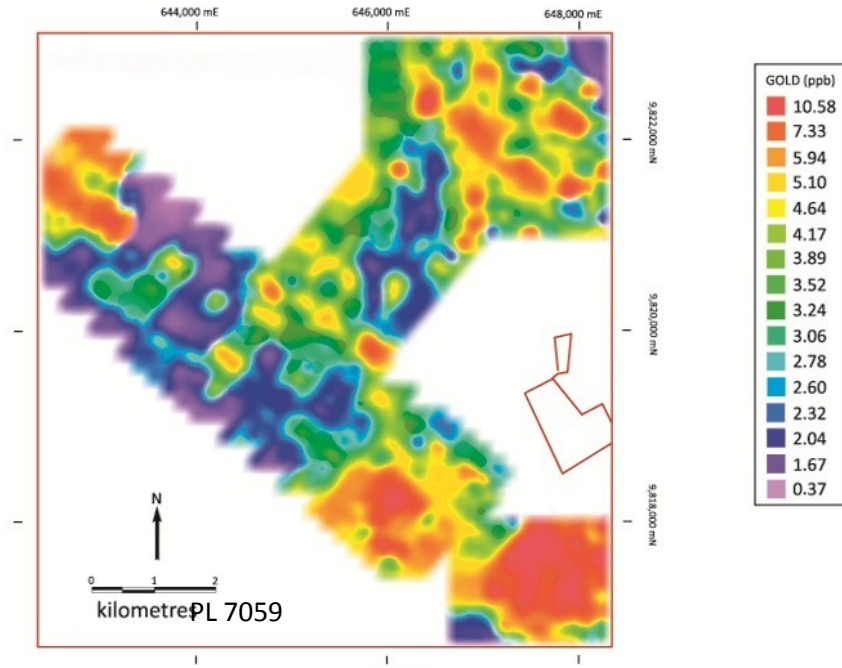 644,000 mE
646,000 mE
648,000 mE
9,822,000 mN
9,820,000 mN
9,818,000 mN
N
0 1 2
kilometres PL 7059
GOLD (ppb)
10.58
7.33
5.94
5.10
4.64
4.17
3.89
3.52
3.24
3.06
2.78
2.60
2.32
2.04
1.67
0.37